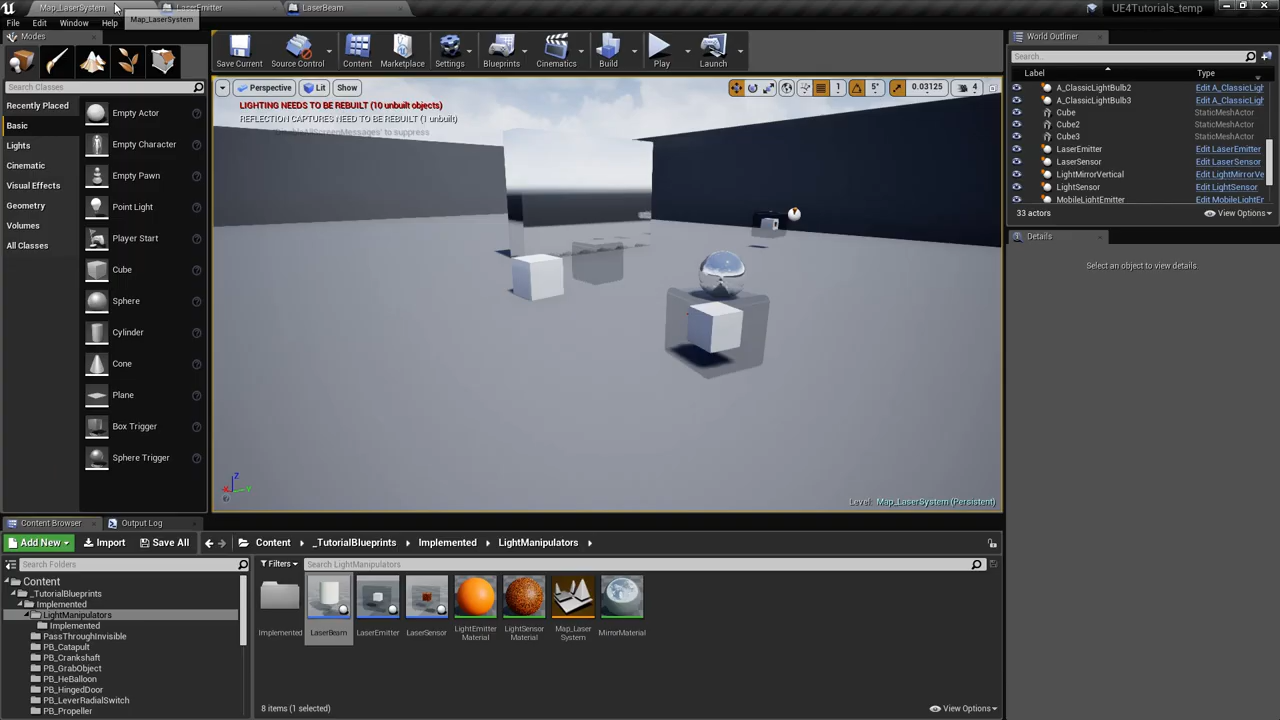 Map_LaserSystem
LaserEmitter
LaserBeam
UE4Tutorials_temp
Map_LaserSystem
File Edit Window Help
Modes
Search Classes
Recently Placed
Basic
Lights
Cinematic
Visual Effects
Geometry
Volumes
All Classes
Empty Actor
Empty Character
Empty Pawn
Point Light
Player Start
Cube
Sphere
Cylinder
Cone
Plane
Box Trigger
Sphere Trigger
Save Current
Source Control
Content
Marketplace
Settings
Blueprints
Cinematics
Build
Play
Launch
Perspective
Lit
Show
5°
0.03125
4
LIGHTING NEEDS TO BE REBUILT (10 unbuilt objects)
REFLECTION CAPTURES NEED TO BE REBUILT (1 unbuilt)
to suppress
Z
X
Y
Level: Map_LaserSystem (Persistent)
World Outliner
Search...
Label Type
A_ClassicLightBulb2 Edit A_ClassicLigh
A_ClassicLightBulb3 Edit A_ClassicLigh
Cube StaticMeshActor
Cube2 StaticMeshActor
Cube3 StaticMeshActor
LaserEmitter Edit LaserEmitter
LaserSensor Edit LaserSensor
LightMirrorVertical Edit LightMirrorVe
LightSensor Edit LightSensor
MobileLightEmitter Edit MobileLightEr
33 actors
View Options
Details
Select an object to view details.
Content Browser
Output Log
Add New
Import
Save All
Content
_TutorialBlueprints
Implemented
LightManipulators
Search Folders
Filters
Search LightManipulators
Content
_TutorialBlueprints
Implemented
LightManipulators
Implemented
PassThroughInvisible
PB_Catapult
PB_Crankshaft
PB_GrabObject
PB_HeBalloon
PB_HingedDoor
PB_LeverRadialSwitch
PB_Propeller
Implemented
LaserBeam
LaserEmitter
LaserSensor
LightEmitter
Material
LightSensor
Material
Map_Laser
System
MirrorMaterial
8 items (1 selected)
View Options